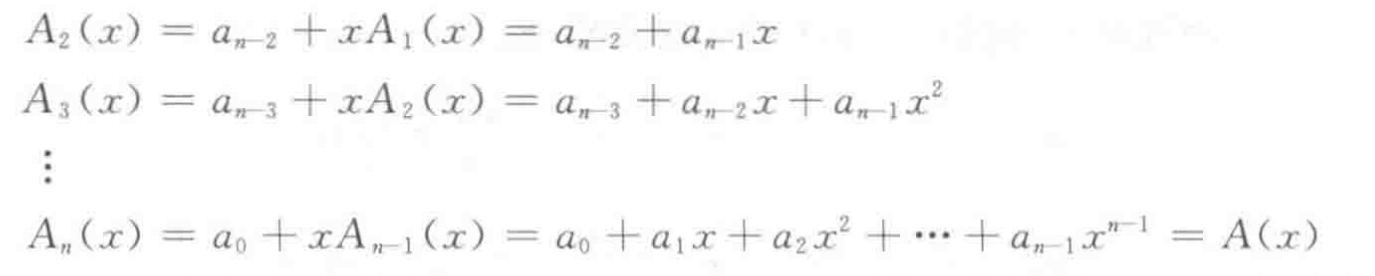 A₂(x) = aₙ₋₂ + xA₁(x) = aₙ₋₂ + aₙ₋₁x
A₃(x) = aₙ₋₃ + xA₂(x) = aₙ₋₃ + aₙ₋₂x + aₙ₋₁x²
⋮
Aₙ(x) = a₀ + xAₙ₋₁(x) = a₀ + a₁x + a₂x² + ⋯ + aₙ₋₁xⁿ⁻¹ = A(x)